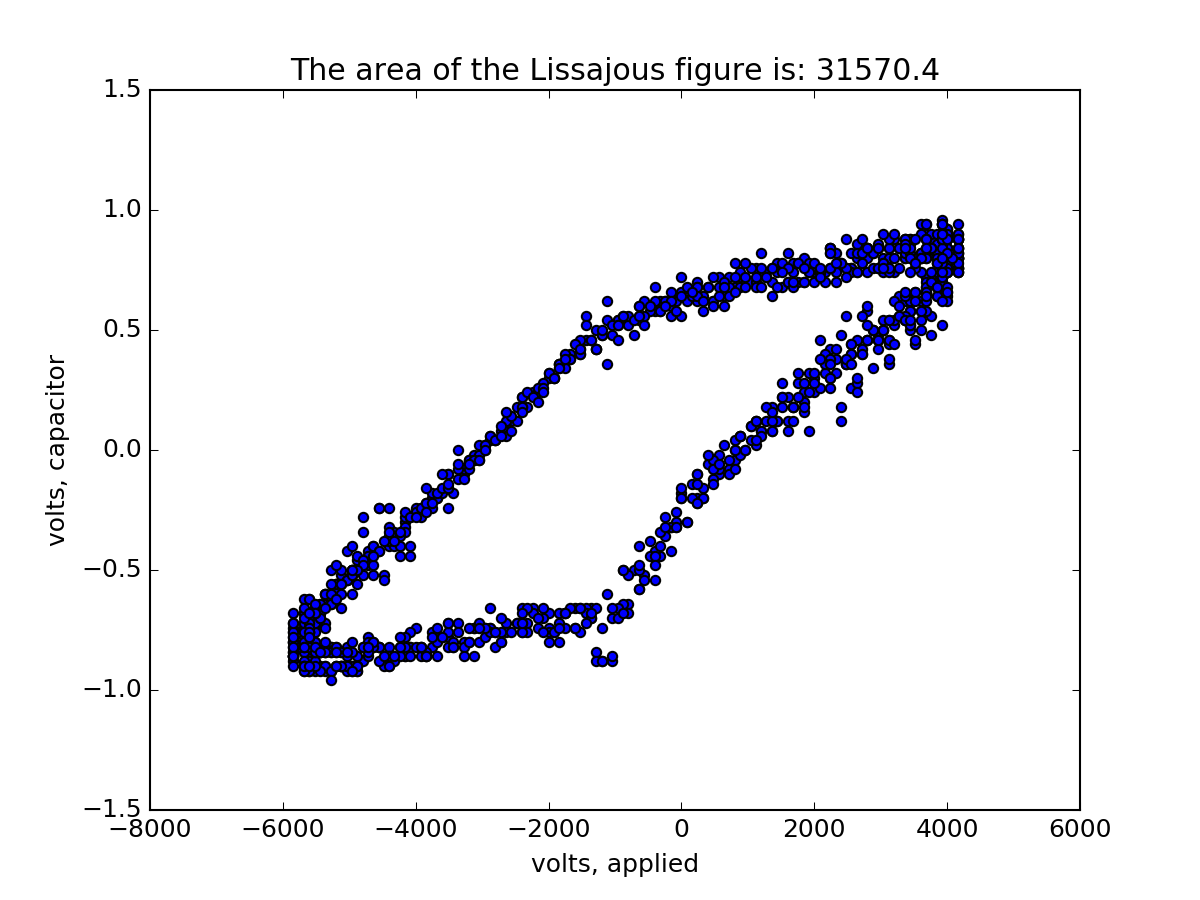 The area of the Lissajous figure is: 31570.4
1.5
1.0
0.5
0.0
−0.5
−1.0
−1.5
volts, capacitor
−8000 −6000 −4000 −2000 0 2000 4000 6000
volts, applied